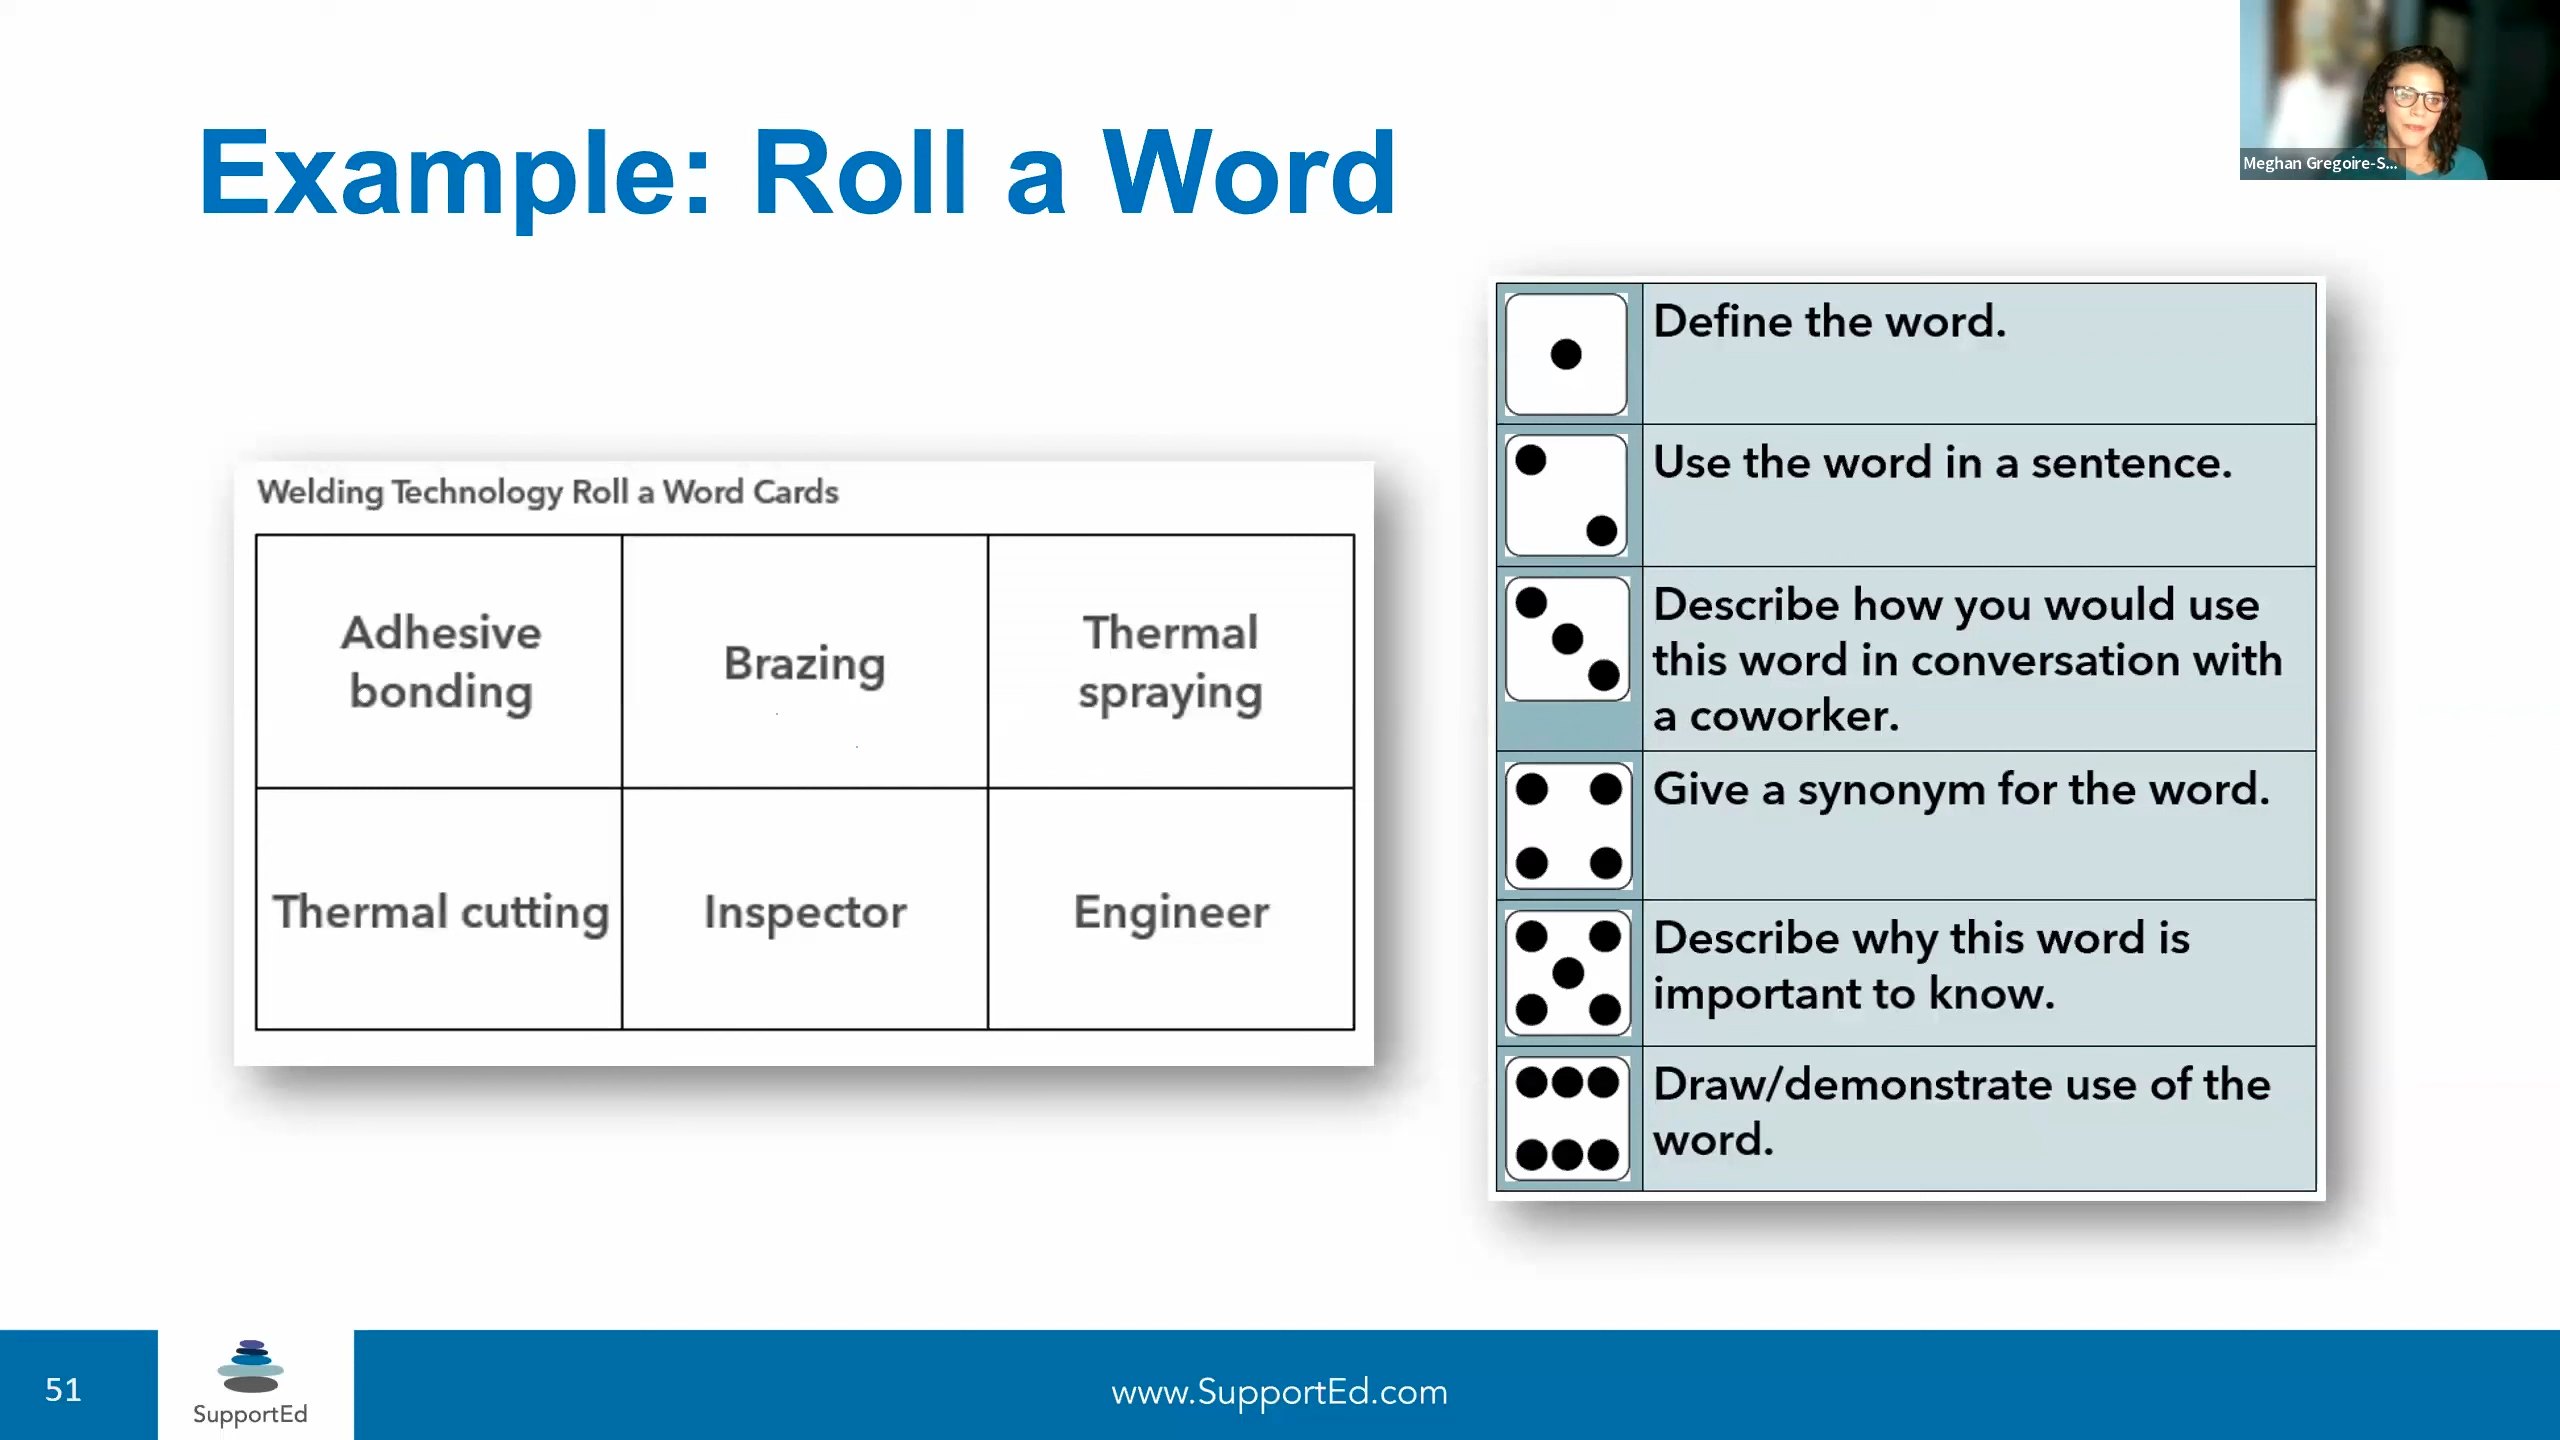 Example: Roll a Word
Meghan Gregoire-S...
Welding Technology Roll a Word Cards
Adhesive
bonding
Brazing
Thermal
spraying
Thermal cutting
Inspector
Engineer
Define the word.
Use the word in a sentence.
Describe how you would use
this word in conversation with
a coworker.
Give a synonym for the word.
Describe why this word is
important to know.
Draw/demonstrate use of the
word.
51
SupportEd
www.SupportEd.com